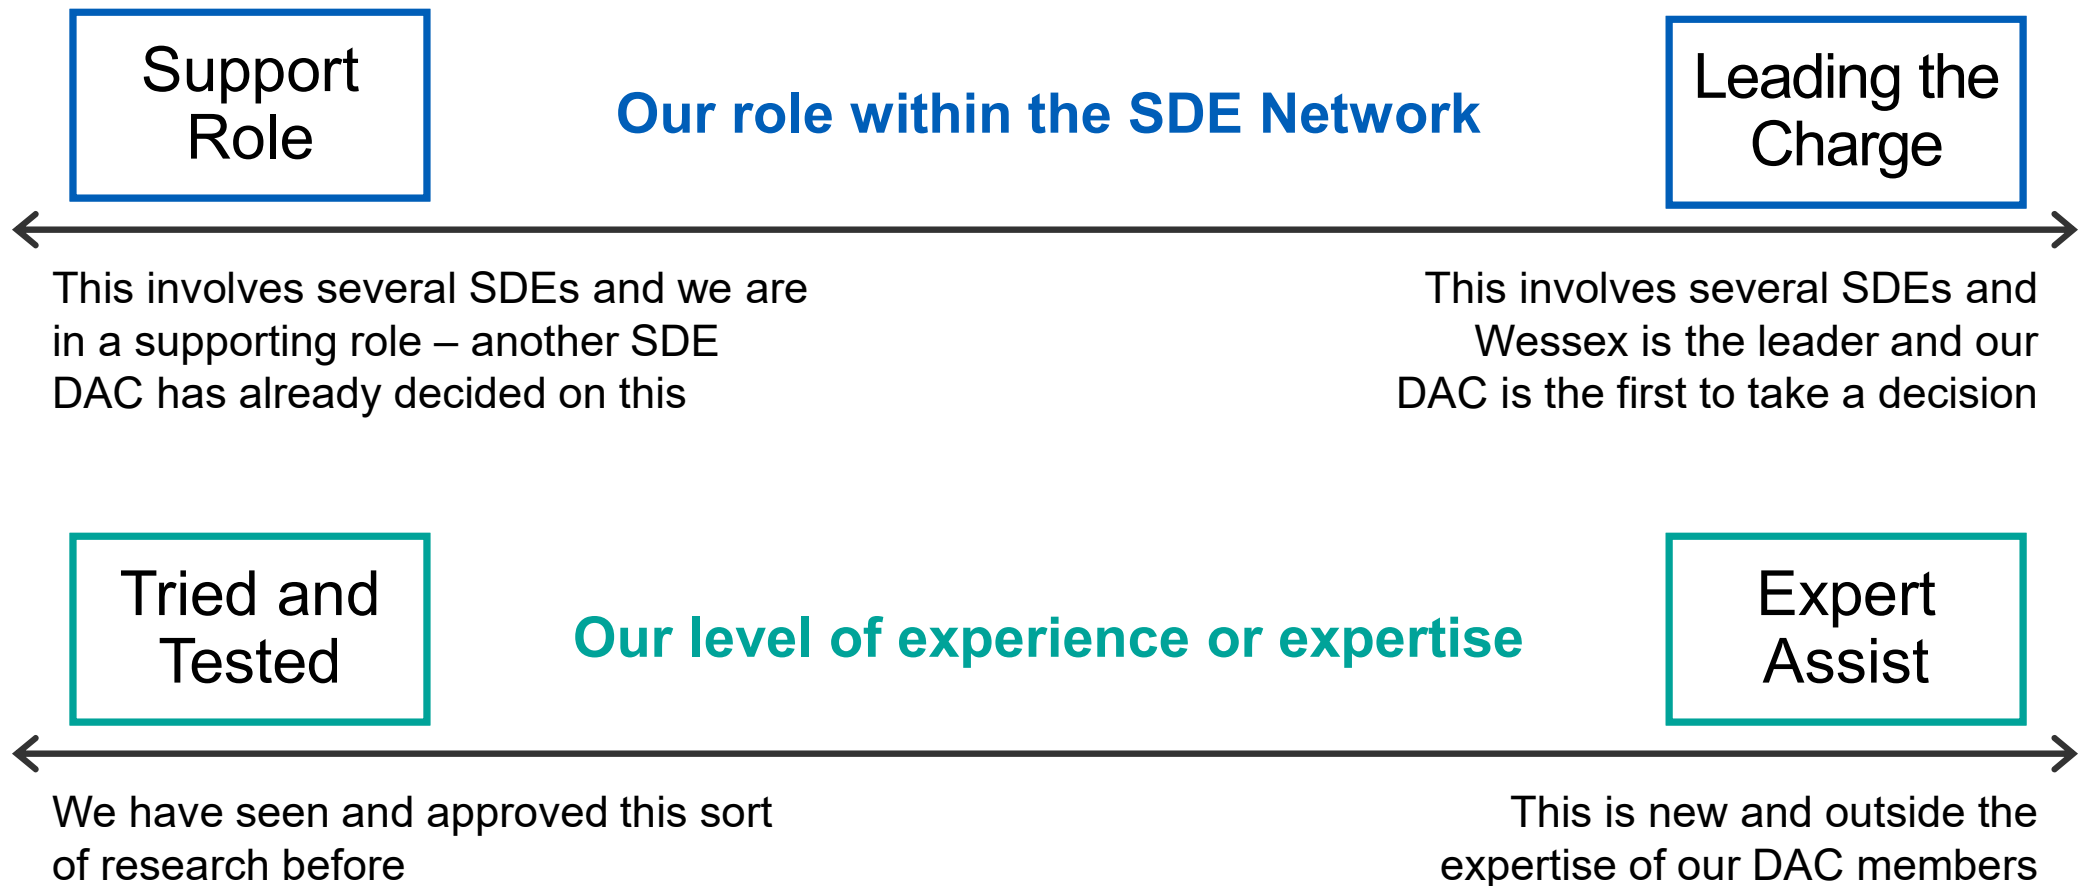 Support
Role
Our role within the SDE Network
Leading the
Charge
This involves several SDEs and we are
in a supporting role – another SDE
DAC has already decided on this
This involves several SDEs and
Wessex is the leader and our
DAC is the first to take a decision
Tried and
Tested
Our level of experience or expertise
Expert
Assist
We have seen and approved this sort
of research before
This is new and outside the
expertise of our DAC members